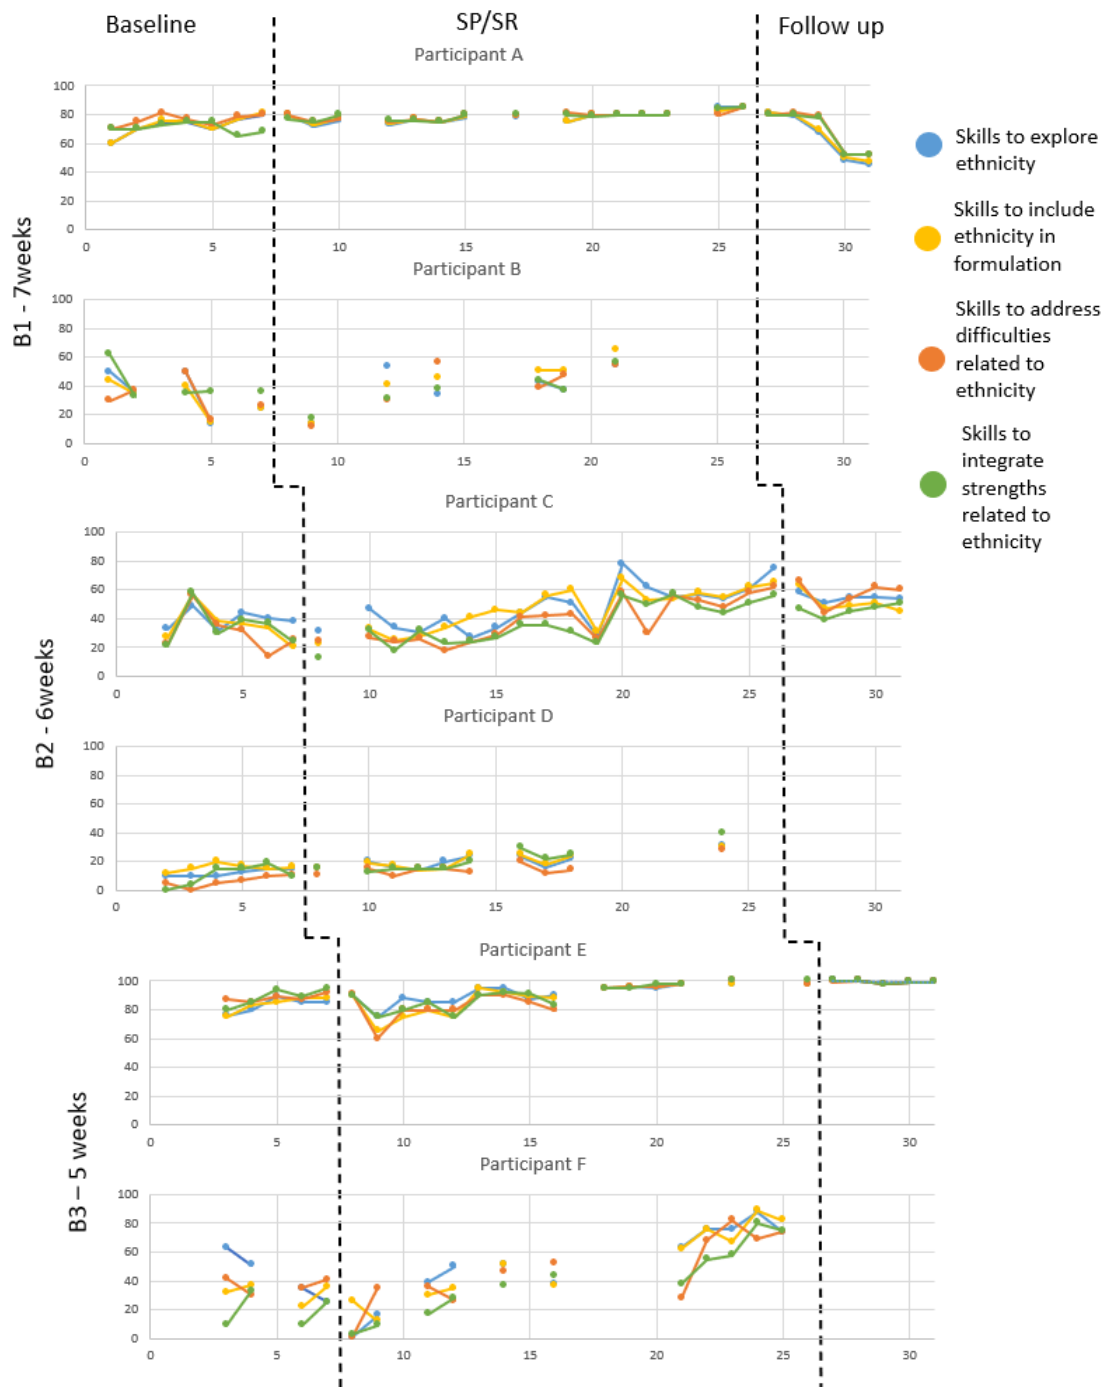 Baseline
SP/SR
Follow up
Participant A
100
80
60
40
20
0
0 5 10 15 20 25 30
Participant B
100
80
60
40
20
0
0 5 10 15 20 25 30
B1 - 7weeks
Participant C
100
80
60
40
20
0
0 5 10 15 20 25 30
Participant D
100
80
60
40
20
0
0 5 10 15 20 25 30
B2 - 6weeks
Participant E
100
80
60
40
20
0
0 5 10 15 20 25 30
Participant F
100
80
60
40
20
0
0 5 10 15 20 25 30
B3 – 5 weeks
Skills to explore
ethnicity
Skills to include
ethnicity in
formulation
Skills to address
difficulties
related to
ethnicity
Skills to
integrate
strengths
related to
ethnicity